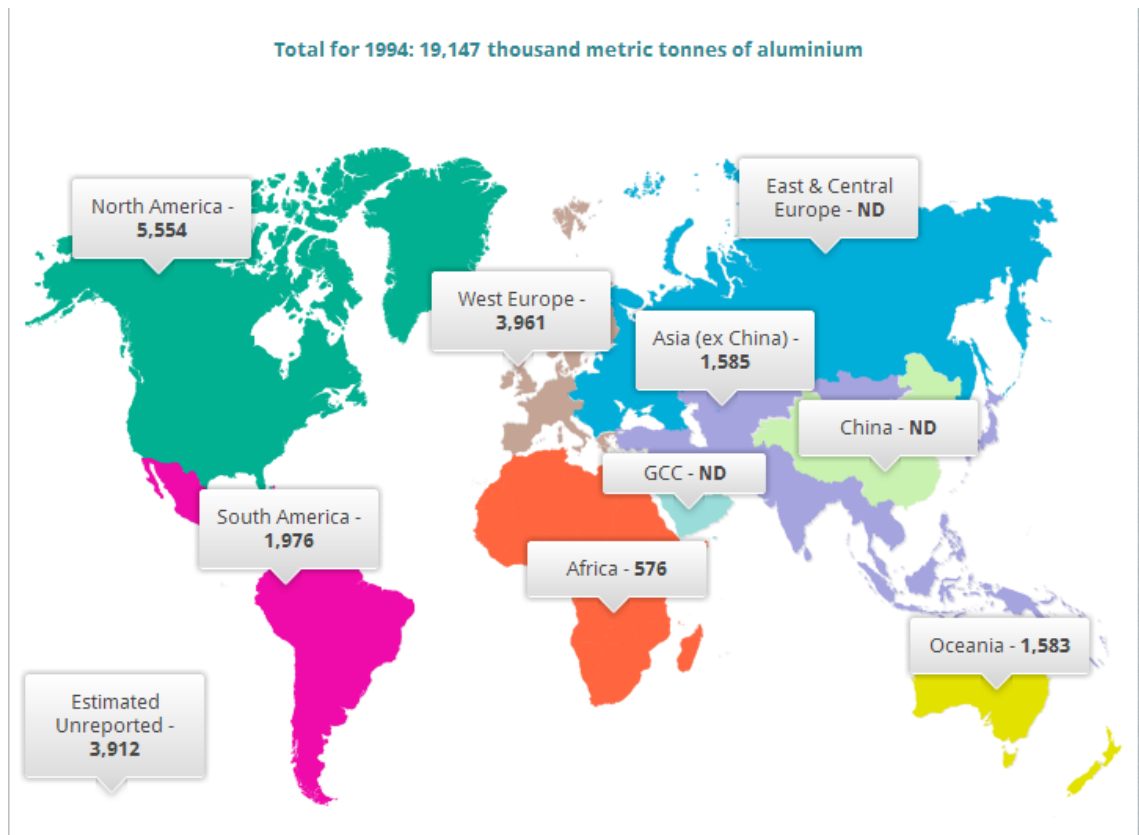 Total for 1994: 19,147 thousand metric tonnes of aluminium
North America -
5,554
East & Central
Europe - ND
West Europe -
3,961
Asia (ex China) -
1,585
China - ND
GCC - ND
South America -
1,976
Africa - 576
Oceania - 1,583
Estimated
Unreported -
3,912